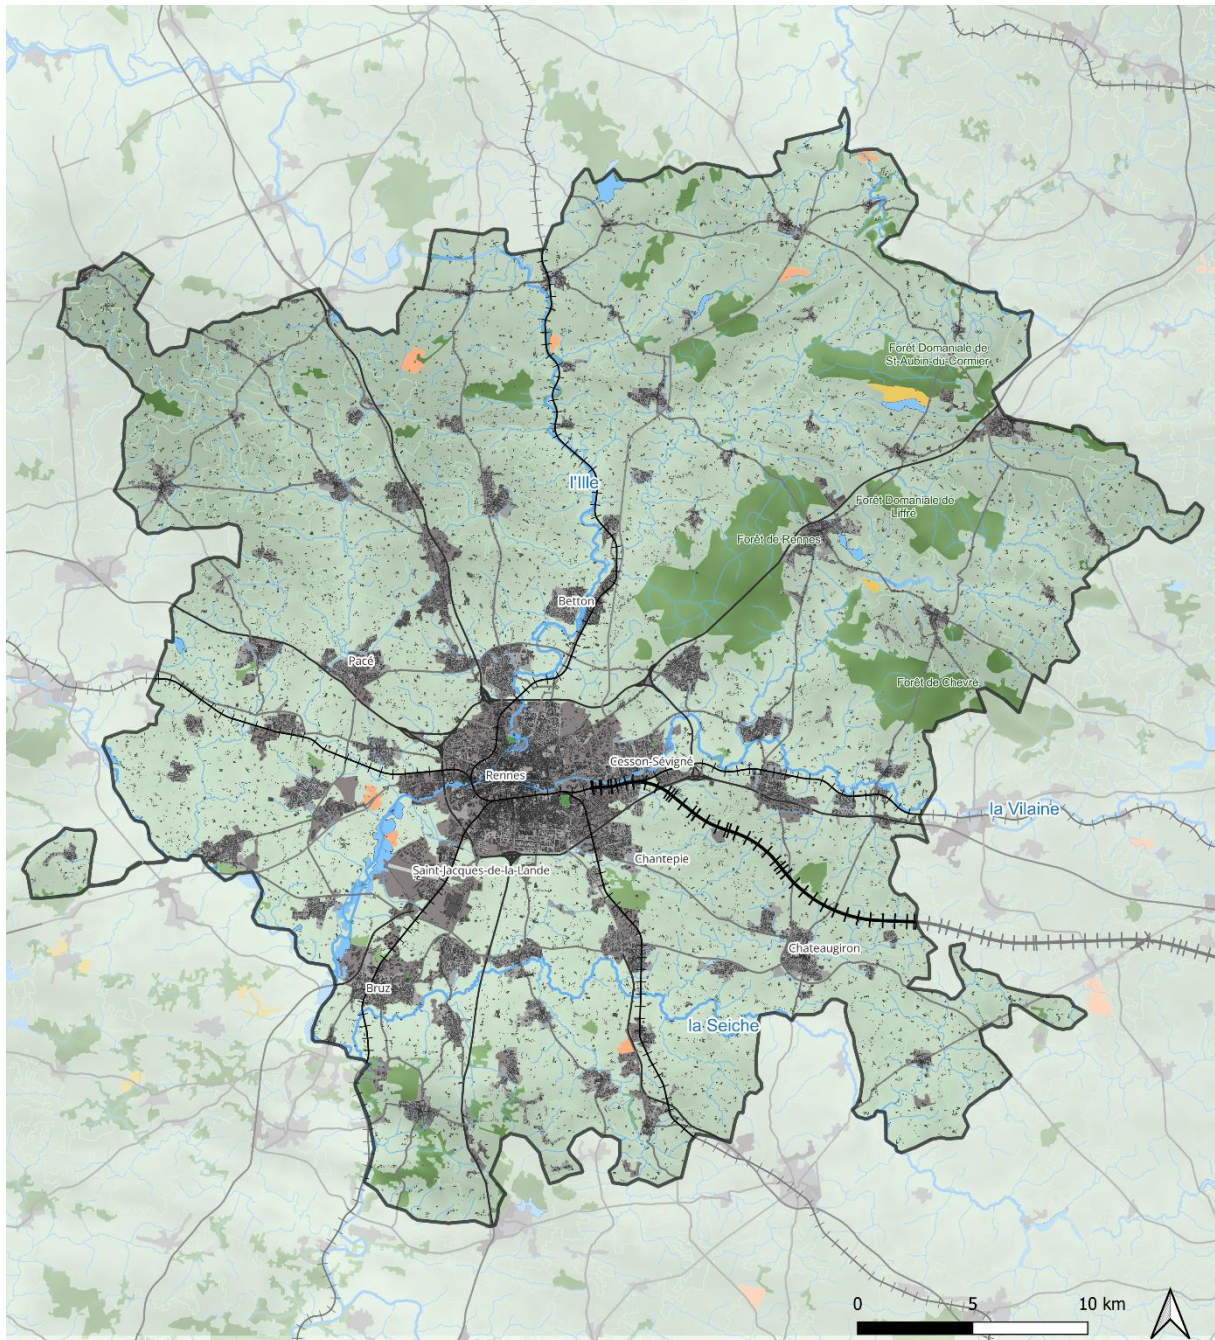 Forêt Domaniale de
St-Aubin-du-Cormier
l'Ille
Forêt Domaniale de
Liffré
Forêt de Rennes
Betton
Pacé
Forêt de Chevré
Cesson-Sévigné
Rennes
la Vilaine
Chantepie
Saint-Jacques-de-la-Lande
Chateaugiron
Bruz
la Seiche
0 5 10 km